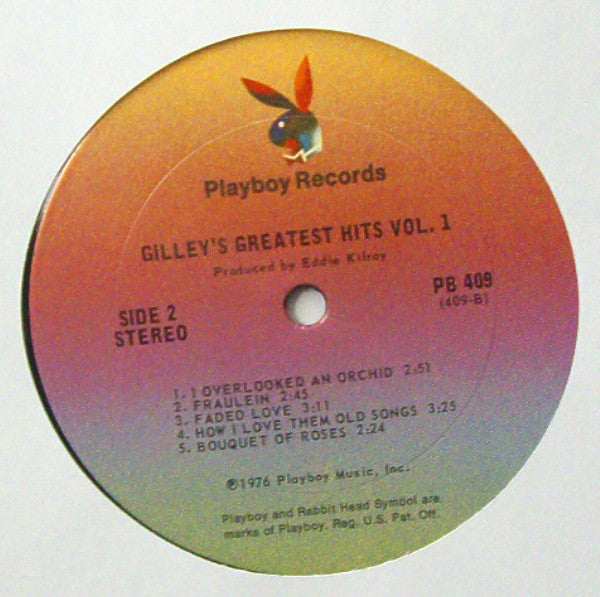 Playboy Records
GILLEY'S GREATEST HITS VOL. 1
Produced by Eddie Kilroy
SIDE 2
STEREO
PB 409
(409-B)
1. I OVERLOOKED AN ORCHID 2:51
2. FRAULEIN 2:45
3. FADED LOVE 3:11
4. HOW I LOVE THEM OLD SONGS 3:25
5. BOUQUET OF ROSES 2:24
℗1976 Playboy Music, Inc.
Playboy and Rabbit Head Symbol are
marks of Playboy. Reg. U.S. Pat. Off.